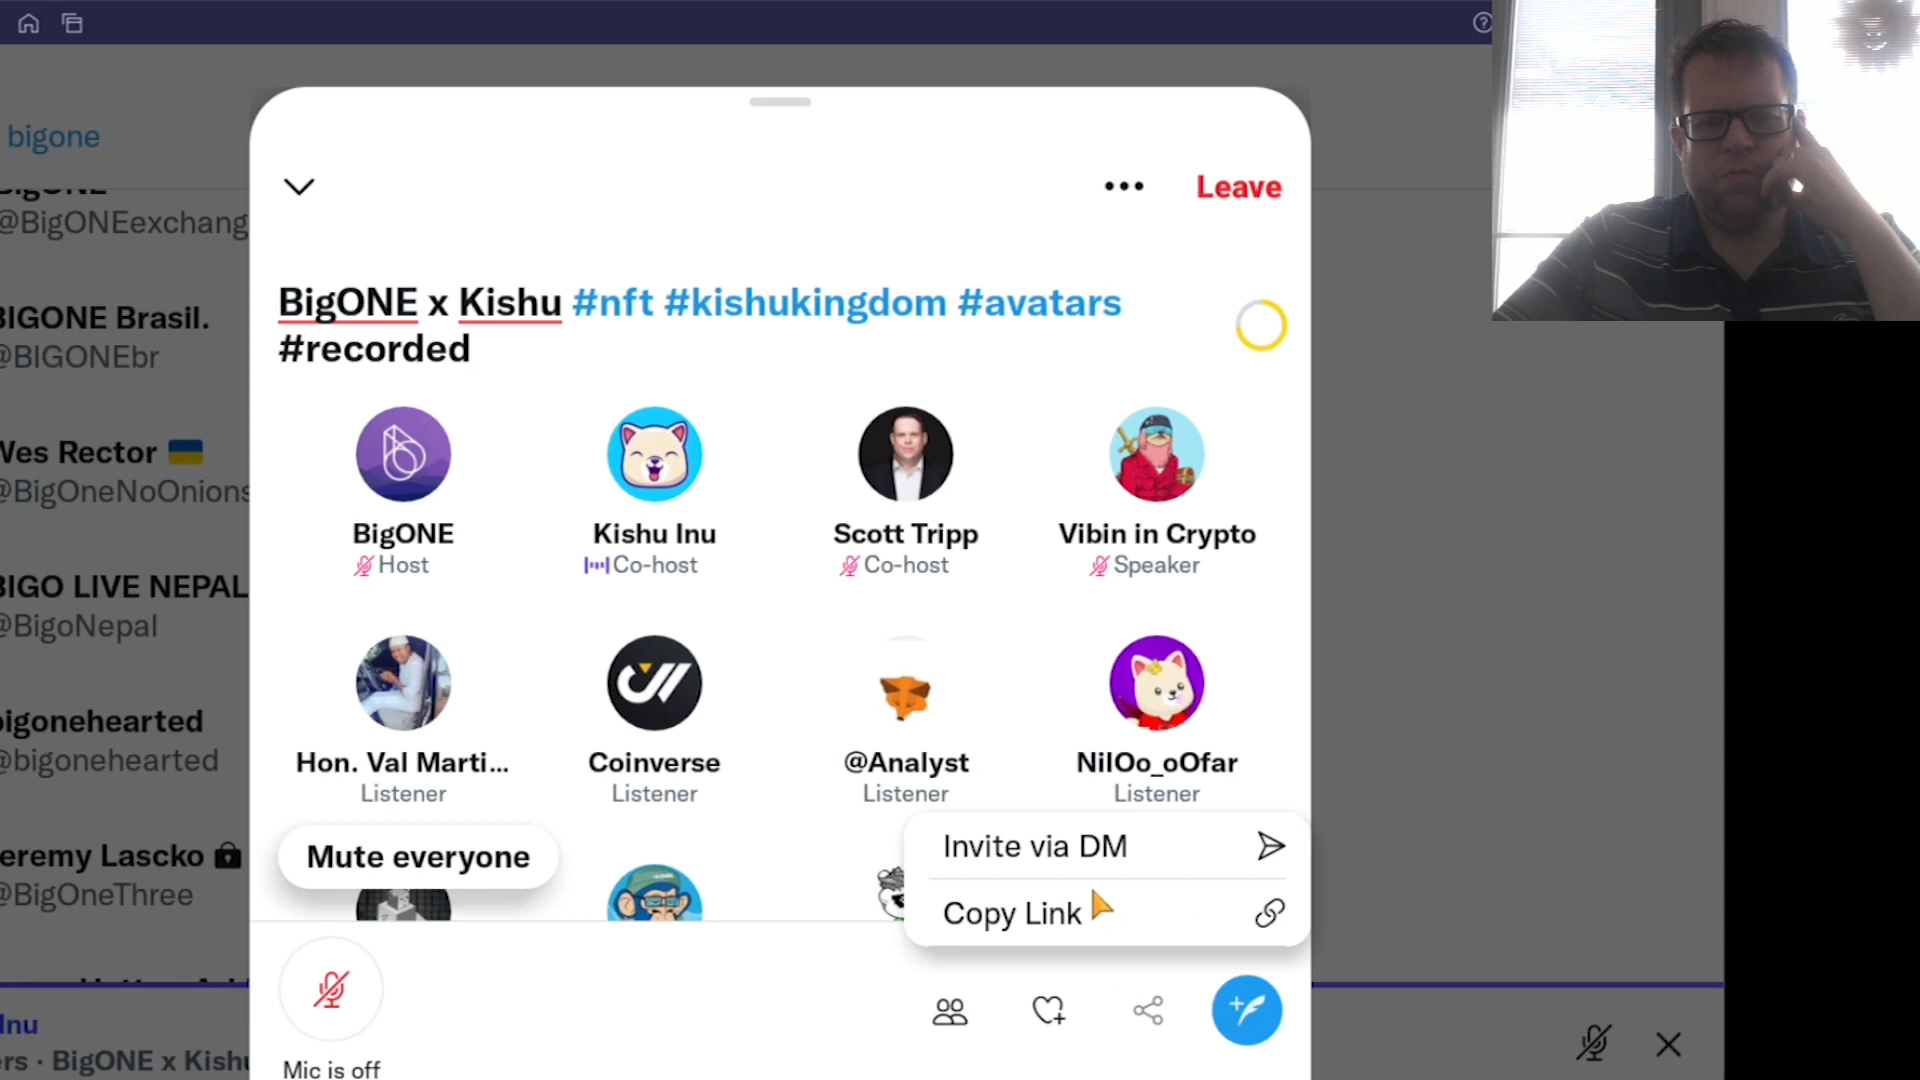 bigone
@BigONEexchang
BIGONE Brasil.
@BIGONEbr
Wes Rector
@BigOneNoOnions
BIGO LIVE NEPAL
@BigoNepal
bigonehearted
@bigonehearted
eremy Lascko
@BigOneThree
Inu
ers · BigONE x Kishu
Leave
BigONE x Kishu #nft #kishukingdom #avatars
#recorded
BigONE
Host
Kishu Inu
Co-host
Scott Tripp
Co-host
Vibin in Crypto
Speaker
Hon. Val Marti...
Listener
Coinverse
Listener
@Analyst
Listener
NilOo_oOfar
Listener
Mute everyone
Invite via DM
Copy Link
Mic is off